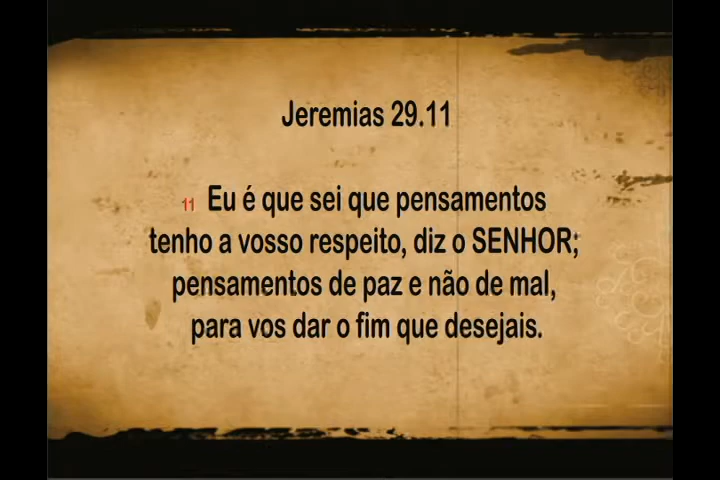 Jeremias 29.11
11 Eu é que sei que pensamentos
tenho a vosso respeito, diz o SENHOR;
pensamentos de paz e não de mal,
para vos dar o fim que desejais.